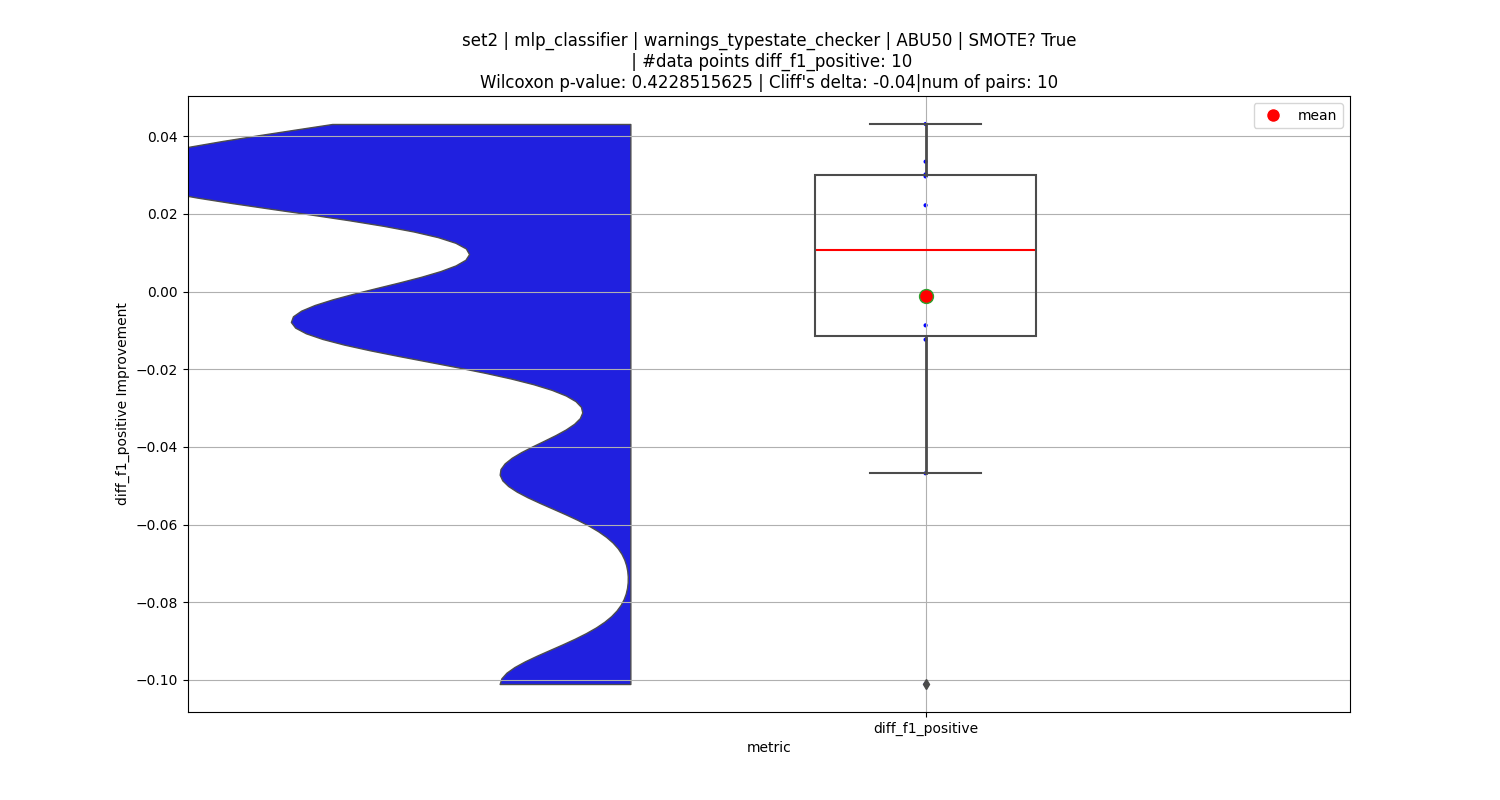 set2 | mlp_classifier | warnings_typestate_checker | ABU50 | SMOTE? True
| #data points diff_f1_positive: 10
Wilcoxon p-value: 0.4228515625 | Cliff's delta: -0.04|num of pairs: 10
mean
0.04
0.02
0.00
−0.02
−0.04
−0.06
−0.08
−0.10
diff_f1_positive Improvement
diff_f1_positive
metric